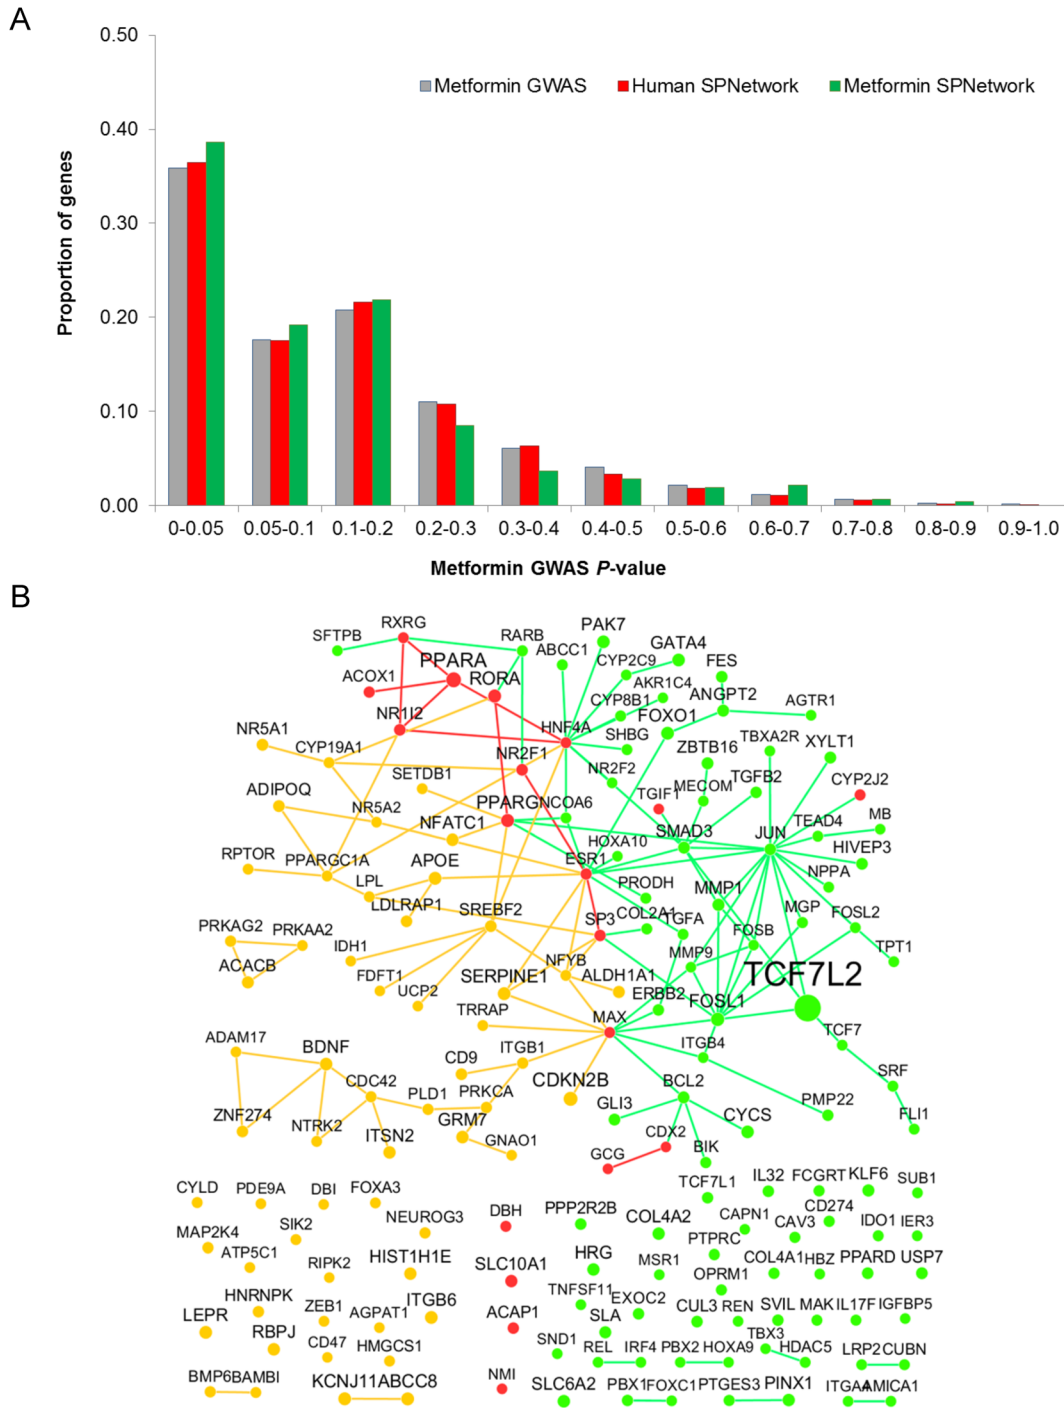 A
0.50
Metformin GWAS Human SPNetwork Metformin SPNetwork
0.40
0.30
0.20
0.10
0.00
Proportion of genes
0-0.05 0.05-0.1 0.1-0.2 0.2-0.3 0.3-0.4 0.4-0.5 0.5-0.6 0.6-0.7 0.7-0.8 0.8-0.9 0.9-1.0
Metformin GWAS P-value
B
RXRG
SFTPB
RARB
PAK7
ABCC1
GATA4
PPARA
CYP2C9
FES
ACOX1
RORA
AKR1C4
ANGPT2
CYP8B1
AGTR1
NR1I2
FOXO1
HNF4A
NR5A1
SHBG
TBXA2R
XYLT1
CYP19A1
NR2F1
ZBTB16
SETDB1
NR2F2
TGFB2
CYP2J2
ADIPOQ
MECOM
TGIF1
NR5A2
PPARG
NCOA6
NFATC1
SMAD3
JUN
TEAD4
MB
HOXA10
HIVEP3
RPTOR
PPARGC1A
APOE
ESR1
NPPA
LPL
PRODH
MMP1
LDLRAP1
SREBF2
SP3
COL2A1
TGFA
MGP
FOSL2
PRKAG2
PRKAA2
FOSB
IDH1
NFYB
MMP9
TPT1
ACACB
FDFT1
SERPINE1
ALDH1A1
TCF7L2
UCP2
ERBB2
FOSL1
TRRAP
MAX
TCF7
ADAM17
BDNF
ITGB1
ITGB4
CD9
SRF
CDC42
CDKN2B
BCL2
PLD1
PRKCA
PMP22
ZNF274
NTRK2
GLI3
CYCS
FLI1
ITSN2
GRM7
GNAO1
CDX2
BIK
GCG
CYLD
PDE9A
DBI
FOXA3
TCF7L1
IL32
FCGRT
KLF6
SUB1
MAP2K4
SIK2
NEUROG3
DBH
PPP2R2B
COL4A2
CAPN1
CD274
CAV3
IDO1
IER3
ATP5C1
RIPK2
HIST1H1E
SLC10A1
HRG
MSR1
PTPRC
COL4A1
HBZ
PPARD
USP7
OPRM1
HNRNPK
ZEB1
AGPAT1
ITGB6
ACAP1
TNFSF11
EXOC2
CUL3
REN
SVIL
MAK
IL17F
IGFBP5
LEPR
RBPJ
SLA
CD47
HMGCS1
SND1
REL
IRF4
PBX2
HOXA9
TBX3
HDAC5
LRP2
CUBN
BMP6
BAMBI
KCNJ11
ABCC8
NMI
SLC6A2
PBX1
FOXC1
PTGES3
PINX1
AMICA1